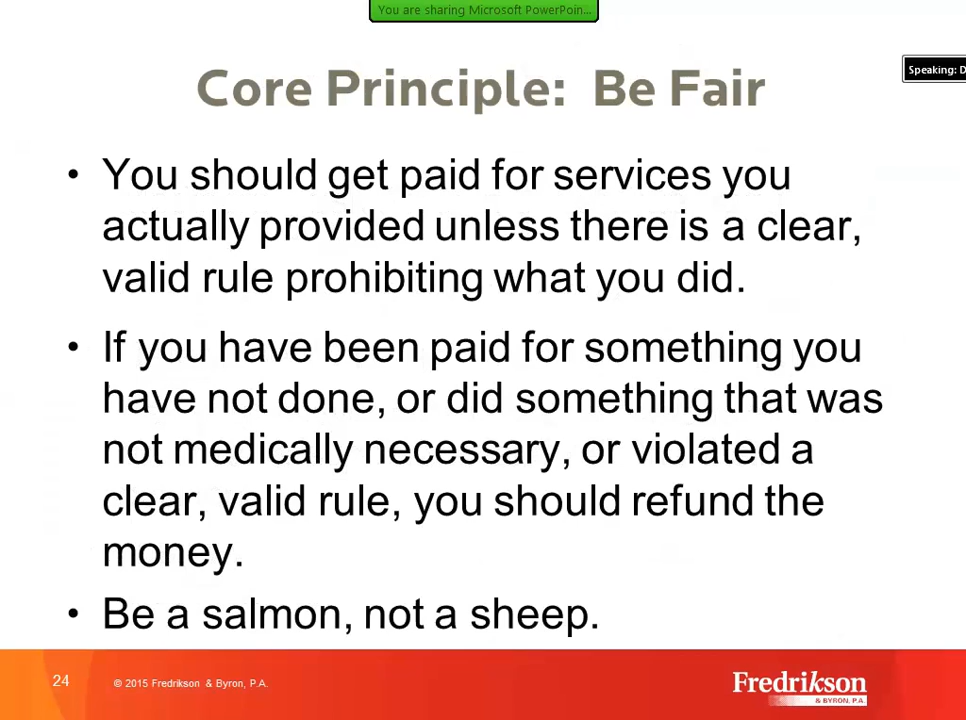 You are sharing Microsoft PowerPoin...
Speaking: D
Core Principle: Be Fair
• You should get paid for services you
actually provided unless there is a clear,
valid rule prohibiting what you did.
• If you have been paid for something you
have not done, or did something that was
not medically necessary, or violated a
clear, valid rule, you should refund the
money.
• Be a salmon, not a sheep.
24
© 2015 Fredrikson & Byron, P.A.
Fredrikson
& BYRON, P.A.